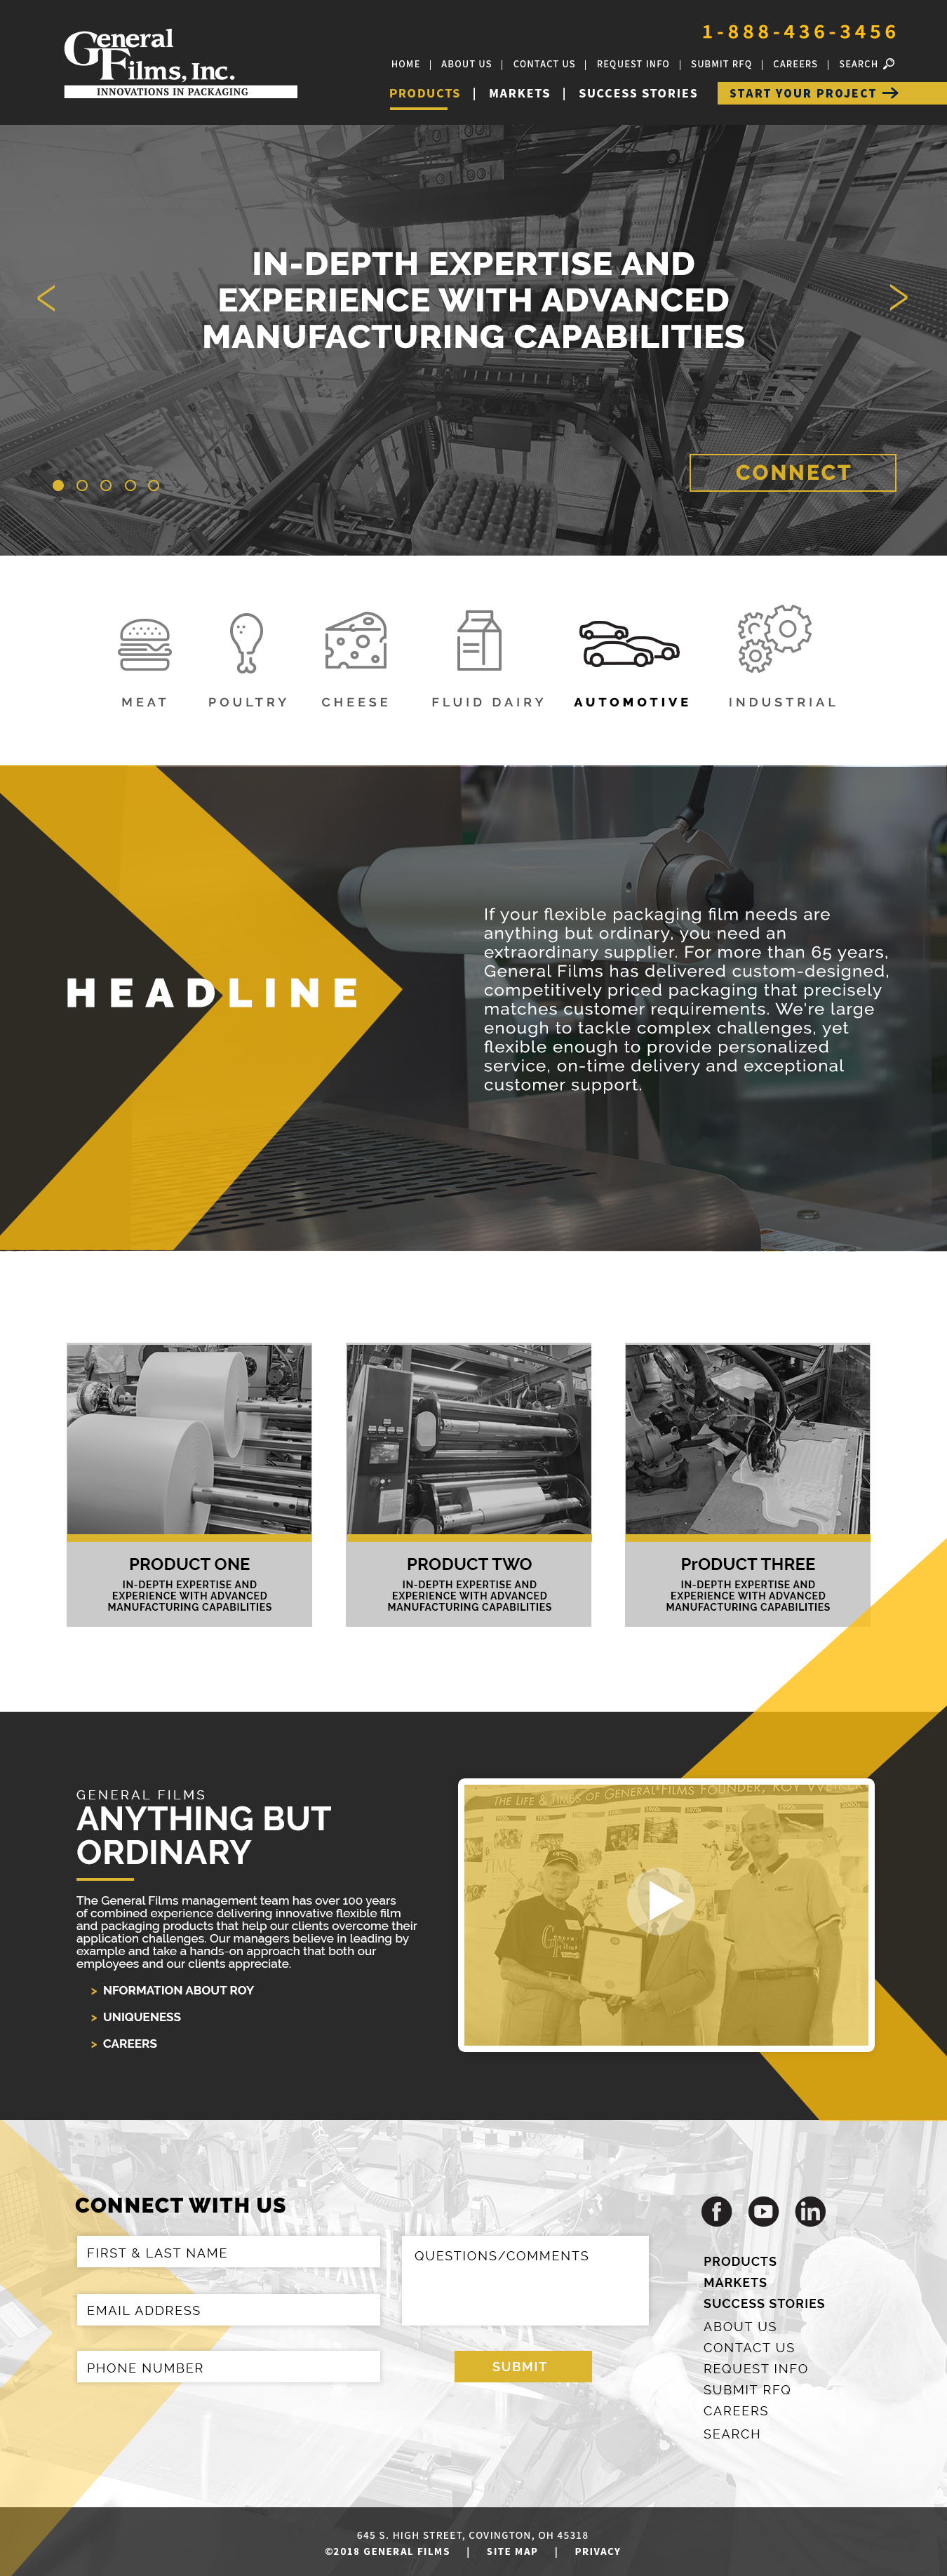 General
Films, Inc.
INNOVATIONS IN PACKAGING
1-888-436-3456
HOME | ABOUT US | CONTACT US | REQUEST INFO | SUBMIT RFQ | CAREERS | SEARCH
PRODUCTS | MARKETS | SUCCESS STORIES START YOUR PROJECT
IN-DEPTH EXPERTISE AND
EXPERIENCE WITH ADVANCED
MANUFACTURING CAPABILITIES
CONNECT
MEAT POULTRY CHEESE FLUID DAIRY AUTOMOTIVE INDUSTRIAL
HEADLINE
If your flexible packaging film needs are
anything but ordinary, you need an
extraordinary supplier. For more than 65 years,
General Films has delivered custom-designed,
competitively priced packaging that precisely
matches customer requirements. We're large
enough to tackle complex challenges, yet
flexible enough to provide personalized
service, on-time delivery and exceptional
customer support.
PRODUCT ONE
IN-DEPTH EXPERTISE AND
EXPERIENCE WITH ADVANCED
MANUFACTURING CAPABILITIES
PRODUCT TWO
IN-DEPTH EXPERTISE AND
EXPERIENCE WITH ADVANCED
MANUFACTURING CAPABILITIES
PrODUCT THREE
IN-DEPTH EXPERTISE AND
EXPERIENCE WITH ADVANCED
MANUFACTURING CAPABILITIES
GENERAL FILMS
ANYTHING BUT
ORDINARY
The General Films management team has over 100 years
of combined experience delivering innovative flexible film
and packaging products that help our clients overcome their
application challenges. Our managers believe in leading by
example and take a hands-on approach that both our
employees and our clients appreciate.
> NFORMATION ABOUT ROY
> UNIQUENESS
> CAREERS
THE LIFE & TIMES OF GENERAL FILMS FOUNDER, ROY
TIME
General
Films
CONNECT WITH US
FIRST & LAST NAME
EMAIL ADDRESS
PHONE NUMBER
QUESTIONS/COMMENTS
SUBMIT
PRODUCTS
MARKETS
SUCCESS STORIES
ABOUT US
CONTACT US
REQUEST INFO
SUBMIT RFQ
CAREERS
SEARCH
645 S. HIGH STREET, COVINGTON, OH 45318
©2018 GENERAL FILMS | SITE MAP | PRIVACY